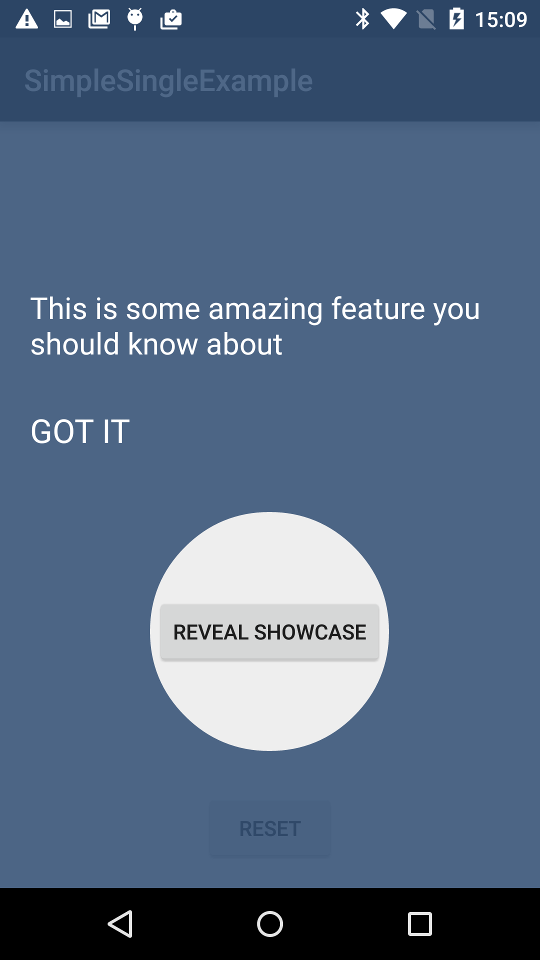 15:09
SimpleSingleExample
This is some amazing feature you
should know about
GOT IT
REVEAL SHOWCASE
RESET